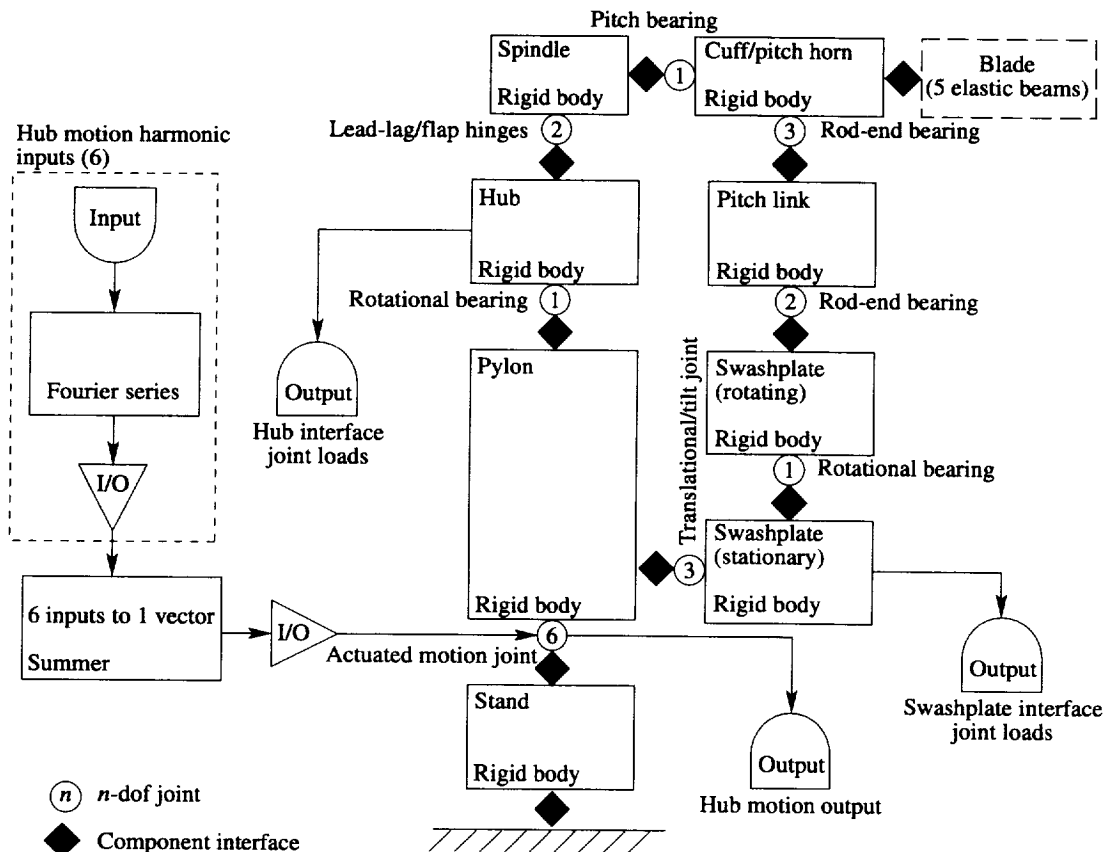 Pitch bearing
Spindle
Rigid body
1
Cuff/pitch horn
Rigid body
Blade
(5 elastic beams)
Lead-lag/flap hinges
2
3
Rod-end bearing
Hub motion harmonic
inputs (6)
Input
Fourier series
I/O
Hub
Rigid body
Pitch link
Rigid body
Rotational bearing
1
2
Rod-end bearing
Output
Hub interface
joint loads
Pylon
Rigid body
Translational/tilt joint
Swashplate
(rotating)
Rigid body
1
Rotational bearing
3
Swashplate
(stationary)
Rigid body
6 inputs to 1 vector
Summer
I/O
Actuated motion joint
6
Output
Swashplate interface
joint loads
Stand
Rigid body
Output
Hub motion output
n
n-dof joint
Component interface